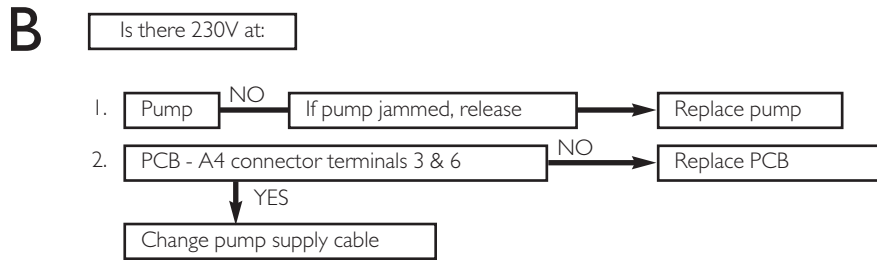 B
Is there 230V at:
1. Pump NO If pump jammed, release Replace pump
2. PCB - A4 connector terminals 3 & 6 NO Replace PCB
YES
Change pump supply cable